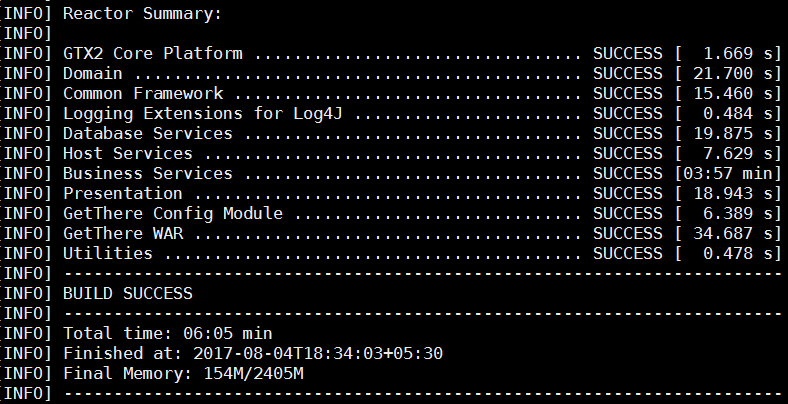 [INFO] Reactor Summary:
[INFO]
[INFO] GTX2 Core Platform ................................. SUCCESS [  1.669 s]
[INFO] Domain ............................................. SUCCESS [ 21.700 s]
[INFO] Common Framework ................................... SUCCESS [ 15.460 s]
[INFO] Logging Extensions for Log4J ....................... SUCCESS [  0.484 s]
[INFO] Database Services .................................. SUCCESS [ 19.875 s]
[INFO] Host Services ...................................... SUCCESS [  7.629 s]
[INFO] Business Services .................................. SUCCESS [03:57 min]
[INFO] Presentation ....................................... SUCCESS [ 18.943 s]
[INFO] GetThere Config Module ............................. SUCCESS [  6.389 s]
[INFO] GetThere WAR ....................................... SUCCESS [ 34.687 s]
[INFO] Utilities .......................................... SUCCESS [  0.478 s]
[INFO] ------------------------------------------------------------------------
[INFO] BUILD SUCCESS
[INFO] ------------------------------------------------------------------------
[INFO] Total time: 06:05 min
[INFO] Finished at: 2017-08-04T18:34:03+05:30
[INFO] Final Memory: 154M/2405M
[INFO] ------------------------------------------------------------------------